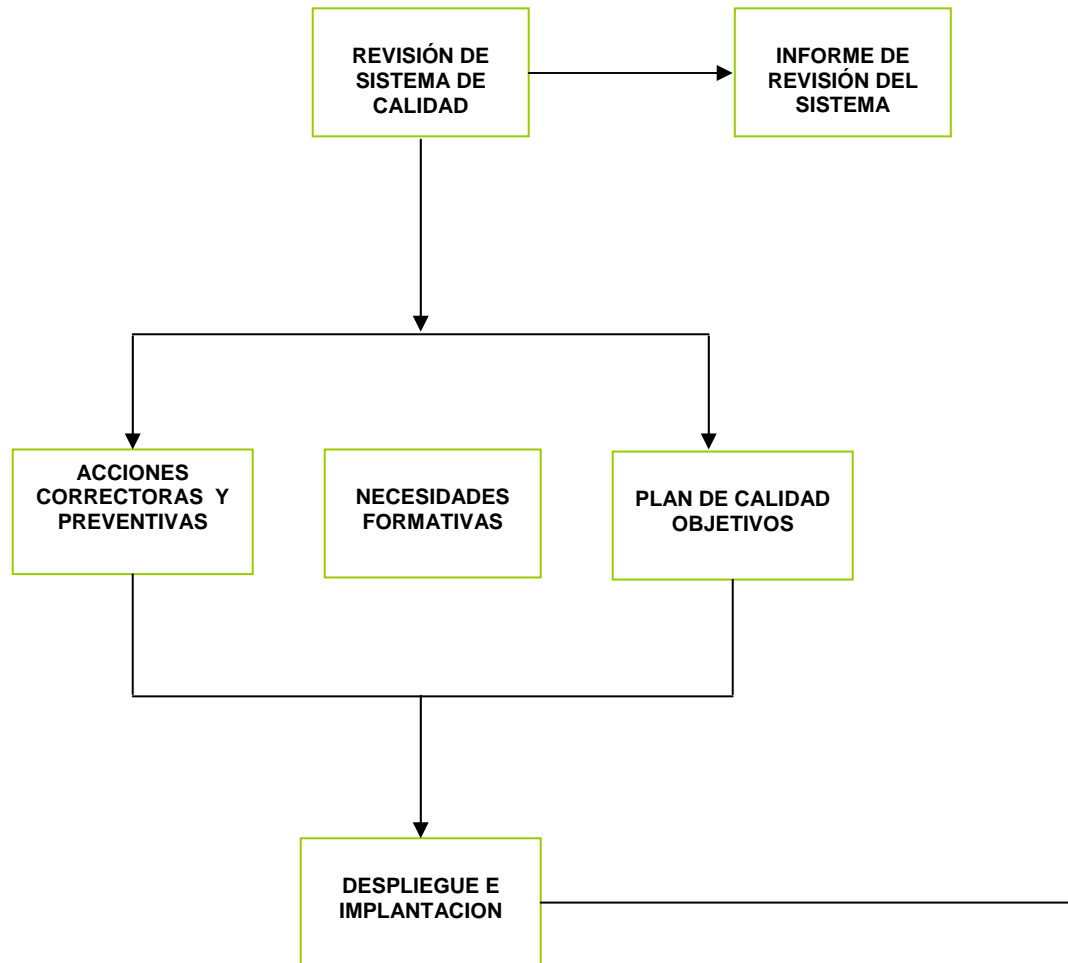 REVISIÓN DE
SISTEMA DE
CALIDAD
INFORME DE
REVISIÓN DEL
SISTEMA
ACCIONES
CORRECTORAS Y
PREVENTIVAS
NECESIDADES
FORMATIVAS
PLAN DE CALIDAD
OBJETIVOS
DESPLIEGUE E
IMPLANTACION